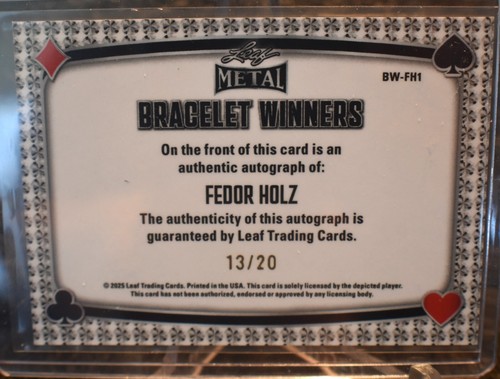 Leaf
METAL
BW-FH1
BRACELET WINNERS
On the front of this card is an
authentic autograph of:
FEDOR HOLZ
The authenticity of this autograph is
guaranteed by Leaf Trading Cards.
13/20
© 2025 Leaf Trading Cards. Printed in the USA. This card is solely licensed by the depicted player.
This card has not been authorized, endorsed or approved by any licensing body.